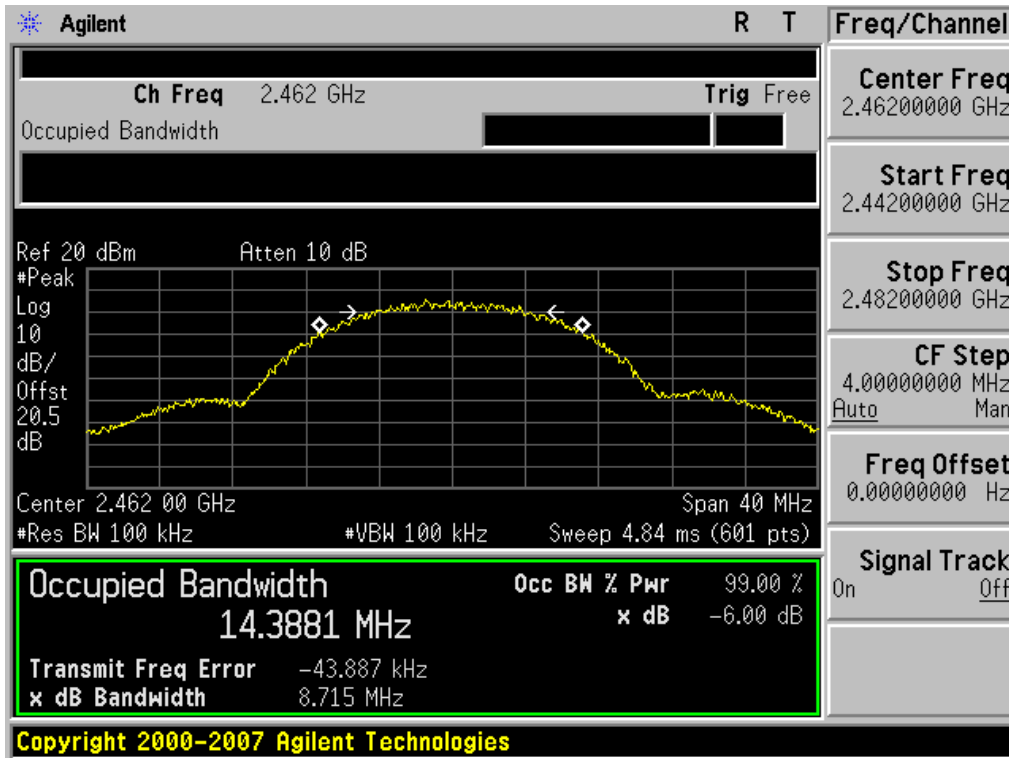 Agilent R T
Ch Freq 2.462 GHz Trig Free
Occupied Bandwidth
Ref 20 dBm Atten 10 dB
#Peak
Log
10
dB/
Offst
20.5
dB
Center 2.462 00 GHz Span 40 MHz
#Res BW 100 kHz #VBW 100 kHz Sweep 4.84 ms (601 pts)
Occupied Bandwidth
14.3881 MHz
Occ BW % Pwr 99.00 %
x dB -6.00 dB
Transmit Freq Error -43.887 kHz
x dB Bandwidth 8.715 MHz
Copyright 2000-2007 Agilent Technologies
Freq/Channel
Center Freq
2.46200000 GHz
Start Freq
2.44200000 GHz
Stop Freq
2.48200000 GHz
CF Step
4.00000000 MHz
Auto Man
Freq Offset
0.00000000 Hz
Signal Track
On Off